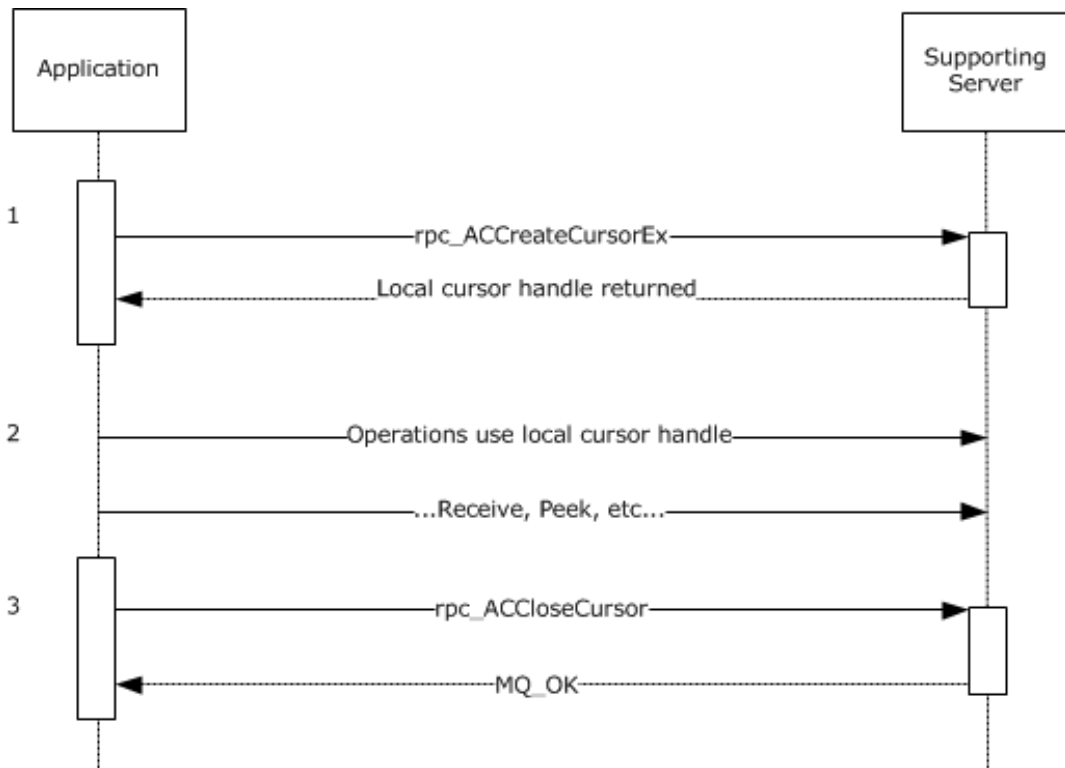 Application
Supporting
Server
1
rpc_ACCreateCursorEx
Local cursor handle returned
2
Operations use local cursor handle
...Receive, Peek, etc...
3
rpc_ACCloseCursor
MQ_OK